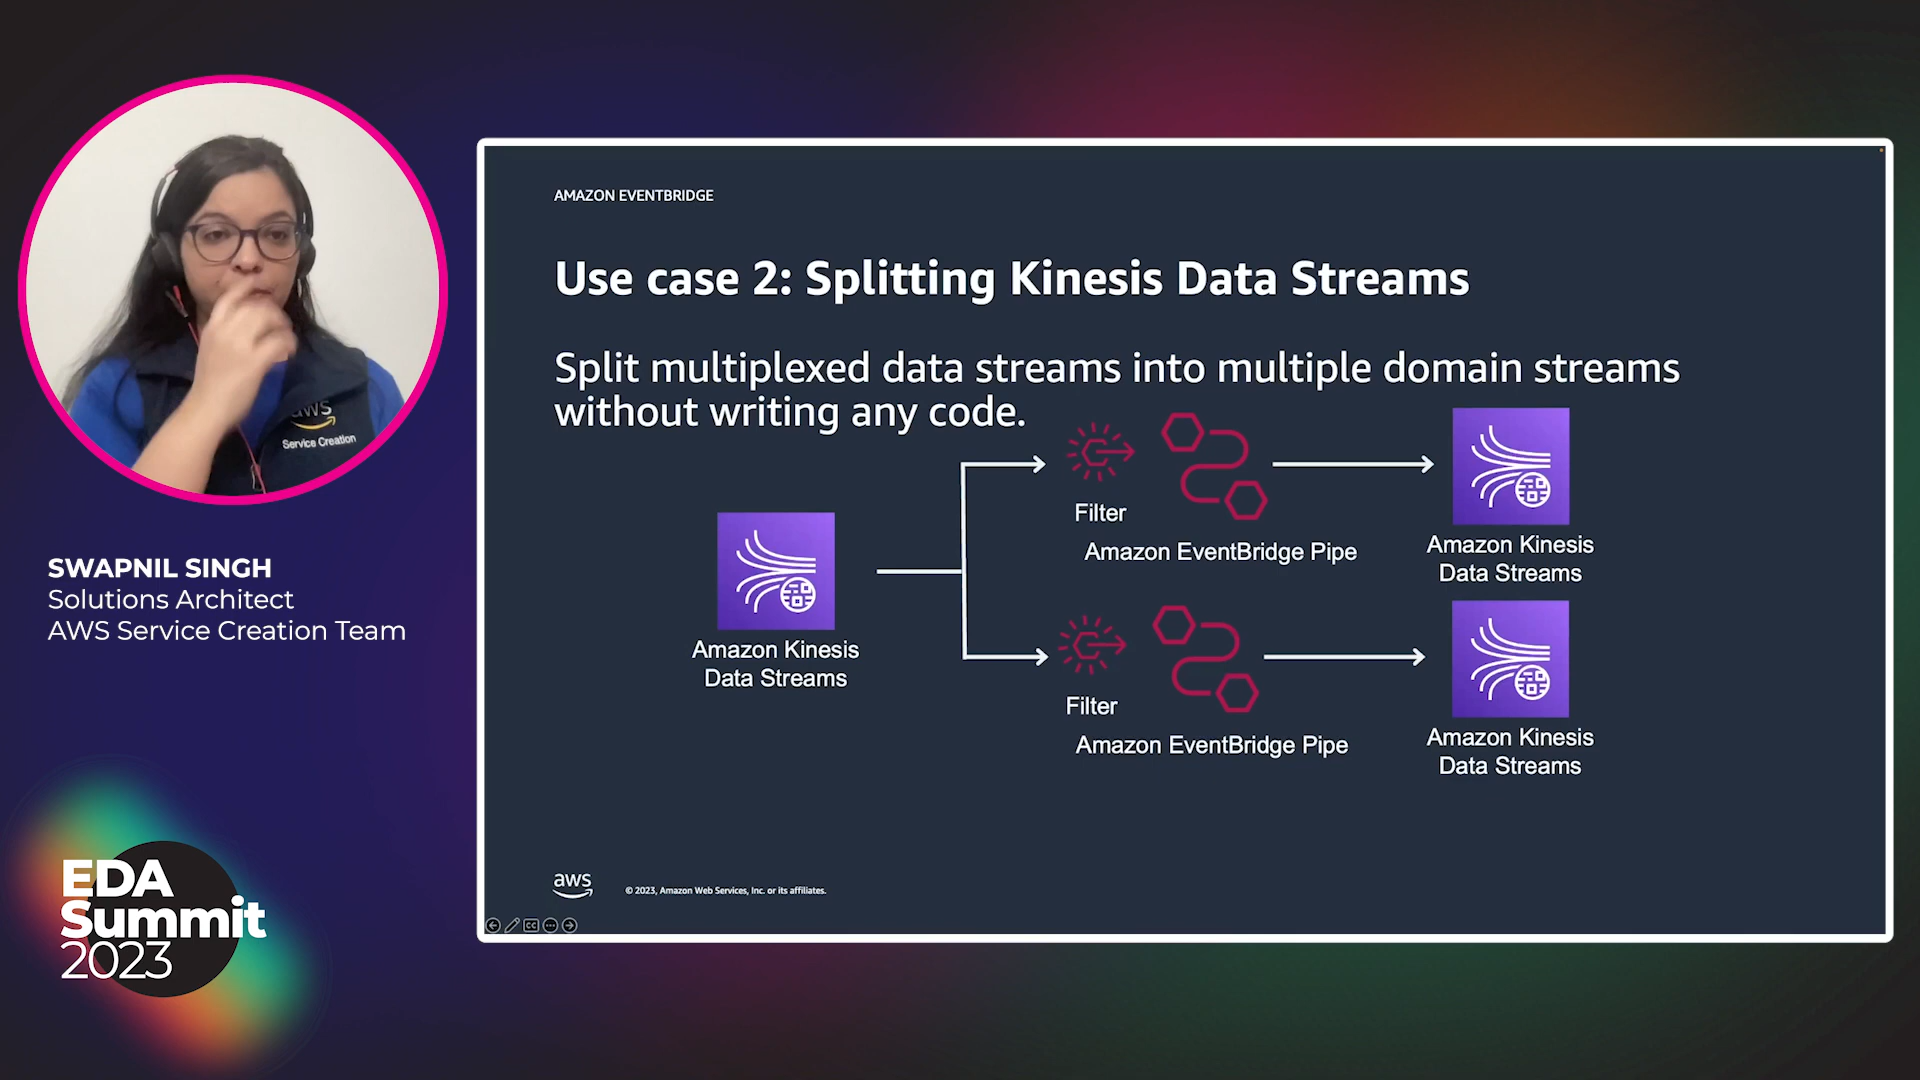 aws
Service Creation
SWAPNIL SINGH
Solutions Architect
AWS Service Creation Team
EDA
Summit
2023
AMAZON EVENTBRIDGE
Use case 2: Splitting Kinesis Data Streams
Split multiplexed data streams into multiple domain streams
without writing any code.
Amazon Kinesis
Data Streams
Filter
Amazon EventBridge Pipe
Amazon Kinesis
Data Streams
Filter
Amazon EventBridge Pipe
Amazon Kinesis
Data Streams
aws
© 2023, Amazon Web Services, Inc. or its affiliates.
CC